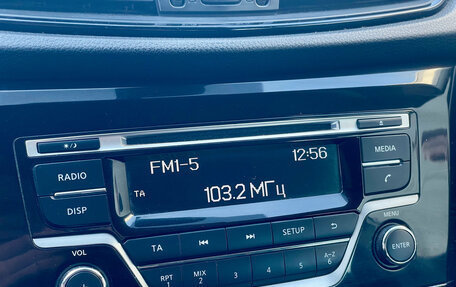 FM1-5 12:56
TA
103.2 МГц
RADIO
DISP
MEDIA
VOL
TA SETUP
MENU
ENTER
RPT 1
MIX 2
3 4 5
A-Z 6